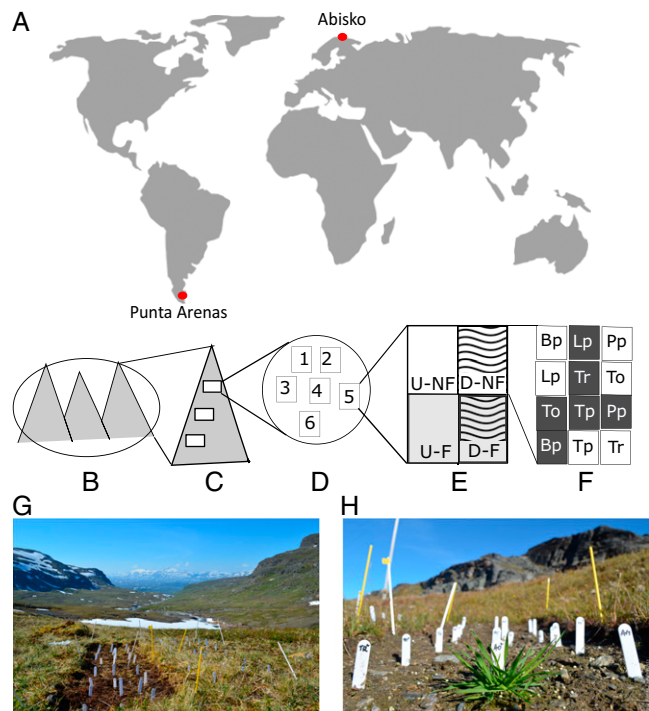 A
Abisko
Punta Arenas
1 2
3 4 5
6
U-NF D-NF
U-F D-F
Bp Lp Pp
Lp Tr To
To Tp Pp
Bp Tp Tr
B C D E F
G H